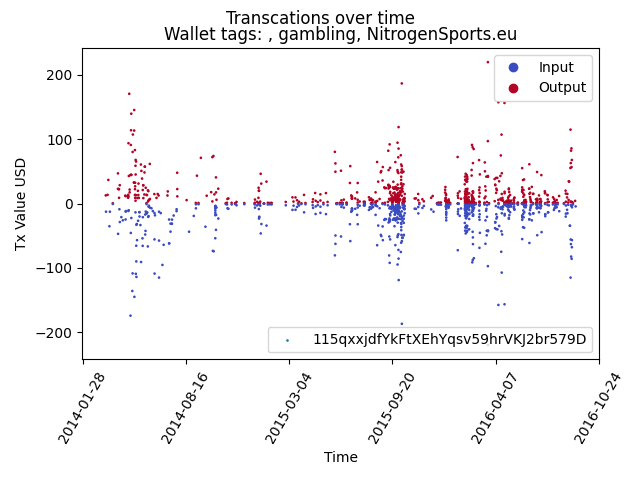 Transcations over time
Wallet tags: , gambling, NitrogenSports.eu
Input
Output
200
100
0
−100
−200
Tx Value USD
115qxxjdfYkFtXEhYqsv59hrVKJ2br579D
2014-01-28
2014-08-16
2015-03-04
2015-09-20
2016-04-07
2016-10-24
Time